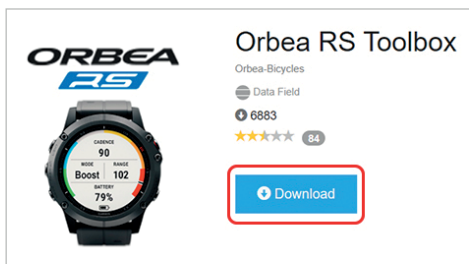 Orbea RS Toolbox
ORBEA
RS
Orbea-Bicycles
Data Field
6883
84
CADENCE
90
MODE RANGE
Boost 102
BATTERY
79%
Download